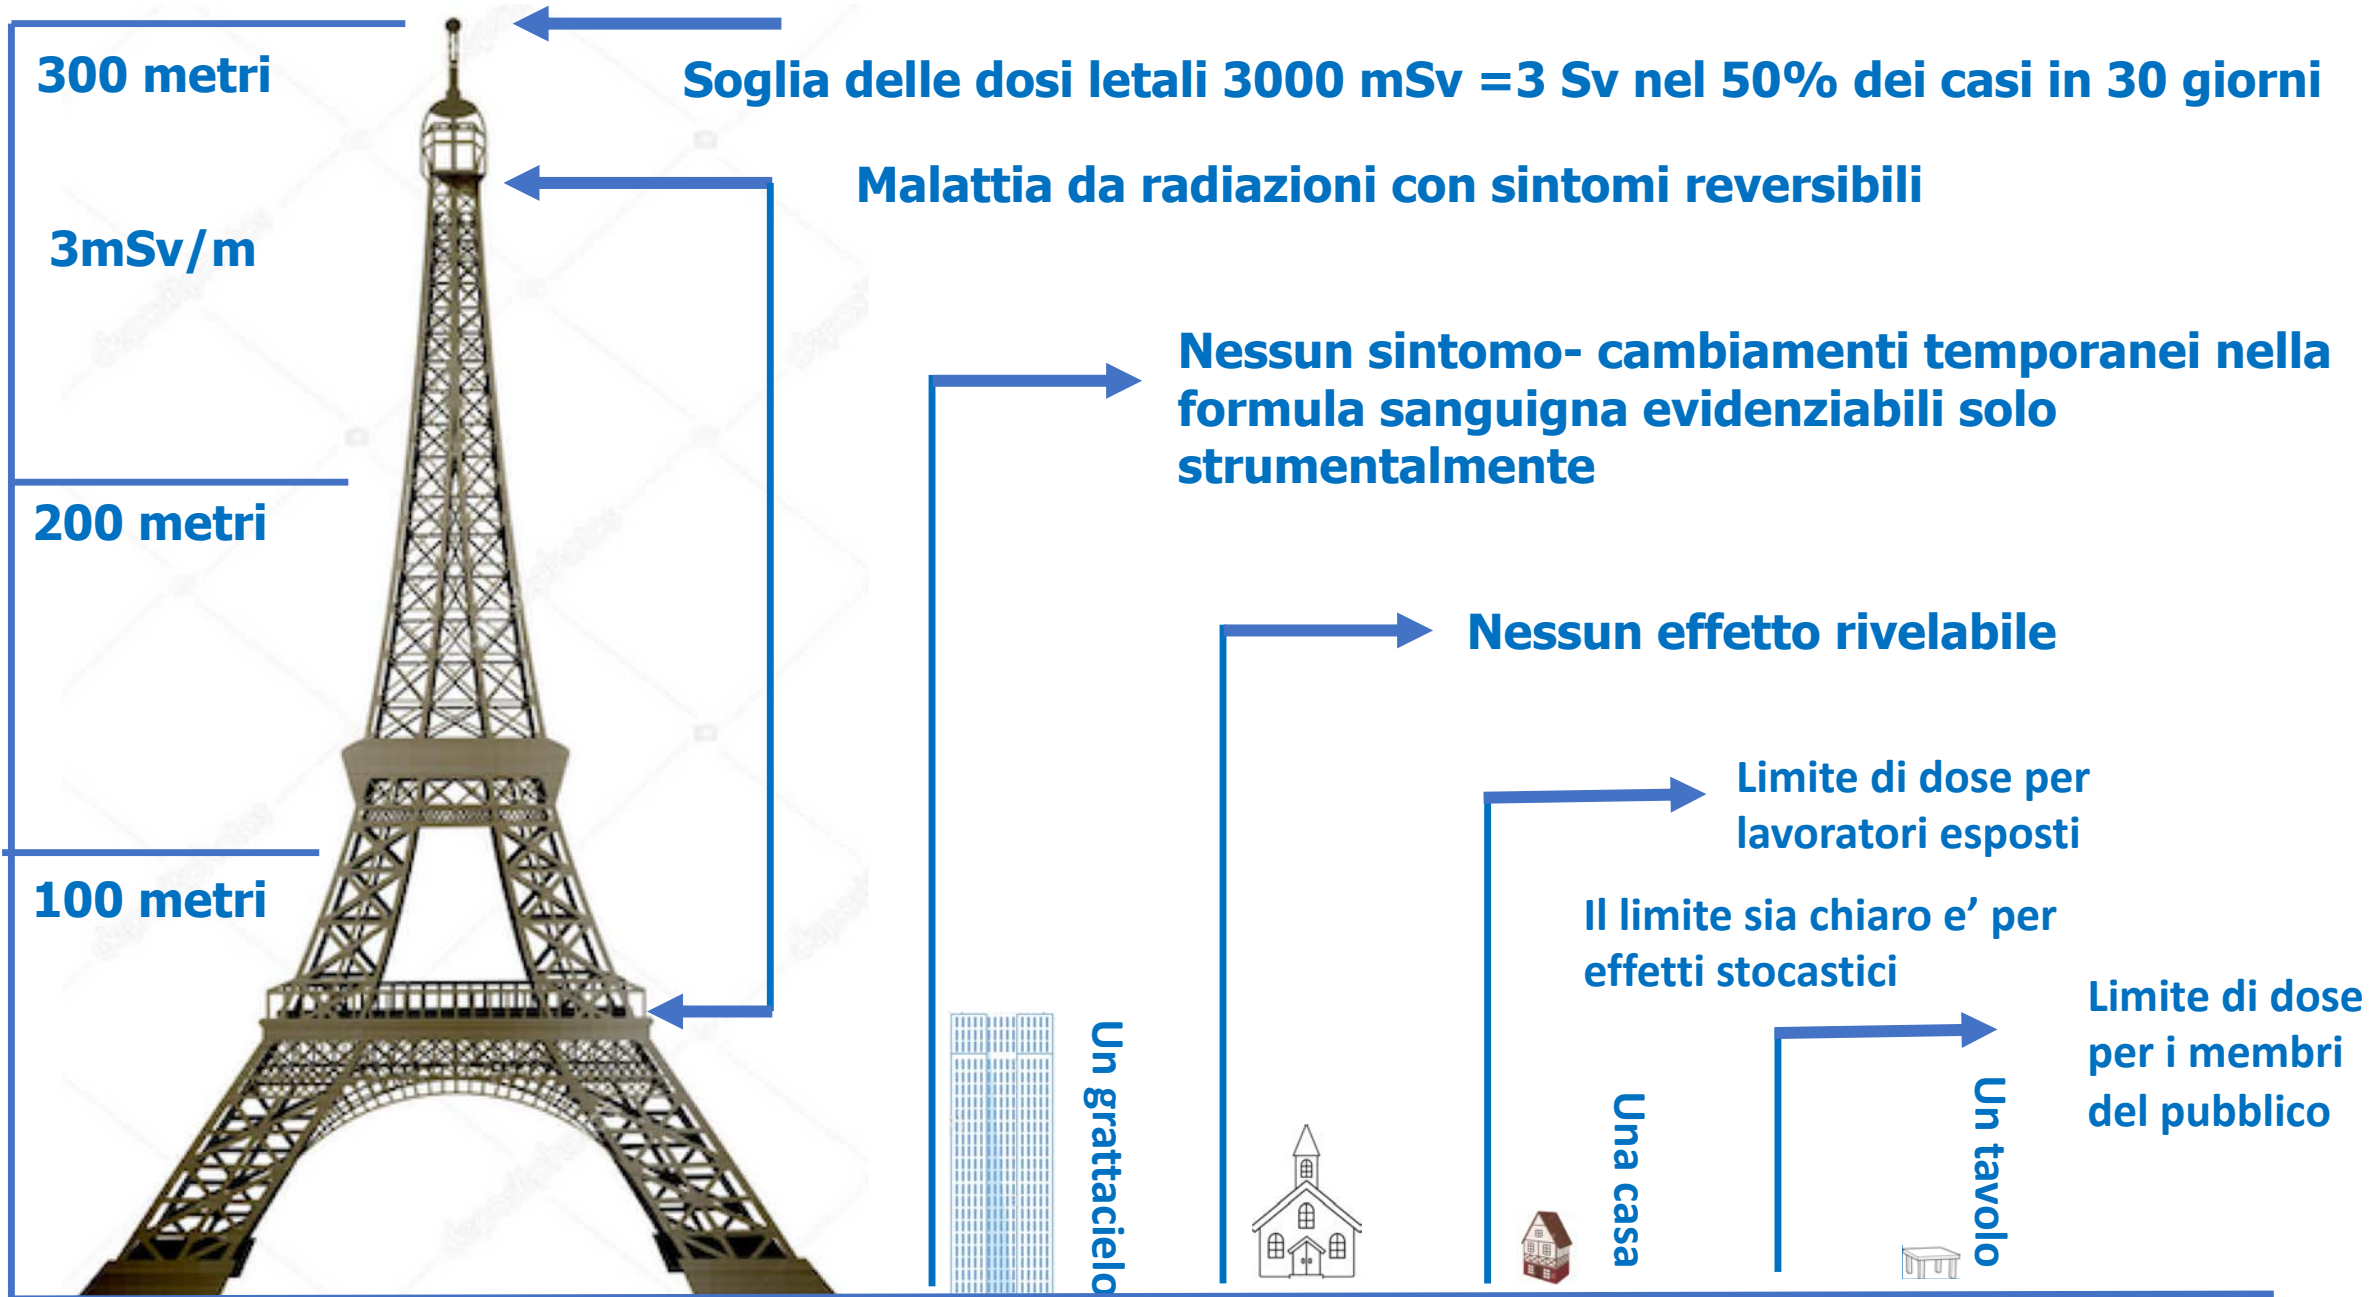 300 metri
Soglia delle dosi letali 3000 mSv =3 Sv nel 50% dei casi in 30 giorni
Malattia da radiazioni con sintomi reversibili
3mSv/m
Nessun sintomo- cambiamenti temporanei nella
formula sanguigna evidenziabili solo
strumentalmente
200 metri
Nessun effetto rivelabile
Limite di dose per
lavoratori esposti
100 metri
Il limite sia chiaro e’ per
effetti stocastici
Limite di dose
per i membri
del pubblico
Un grattacielo
Una casa
Un tavolo